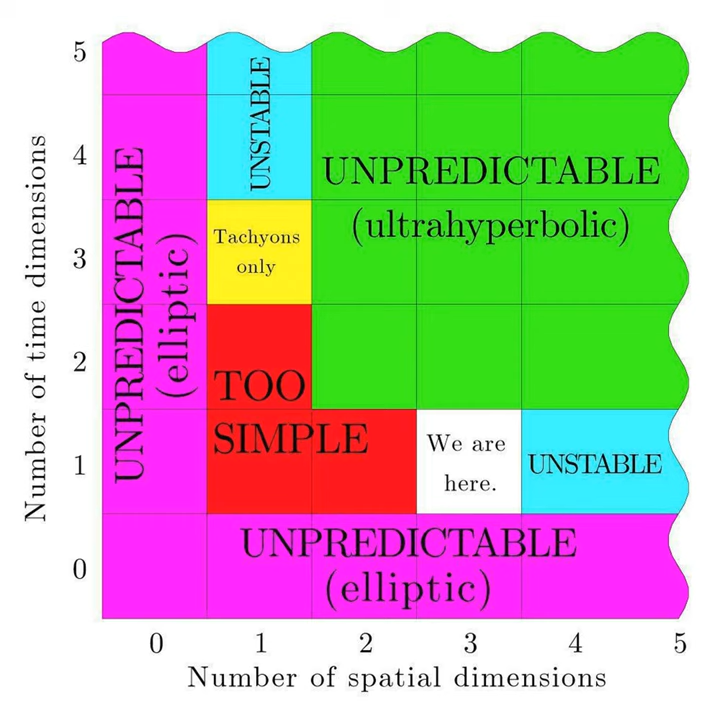 5
4
3
2
1
0
Number of time dimensions
UNPREDICTABLE
(elliptic)
UNSTABLE
UNPREDICTABLE
(ultrahyperbolic)
Tachyons
only
TOO
SIMPLE
We are
here.
UNSTABLE
UNPREDICTABLE
(elliptic)
0 1 2 3 4 5
Number of spatial dimensions